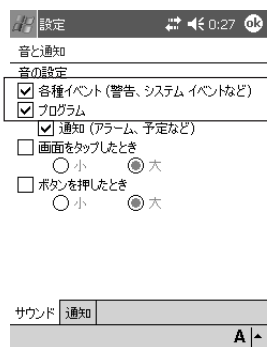 設定 0:27 ok
音と通知
音の設定
各種イベント (警告、システム イベントなど)
プログラム
通知 (アラーム、予定など)
画面をタップしたとき
小 大
ボタンを押したとき
小 大
サウンド 通知
A